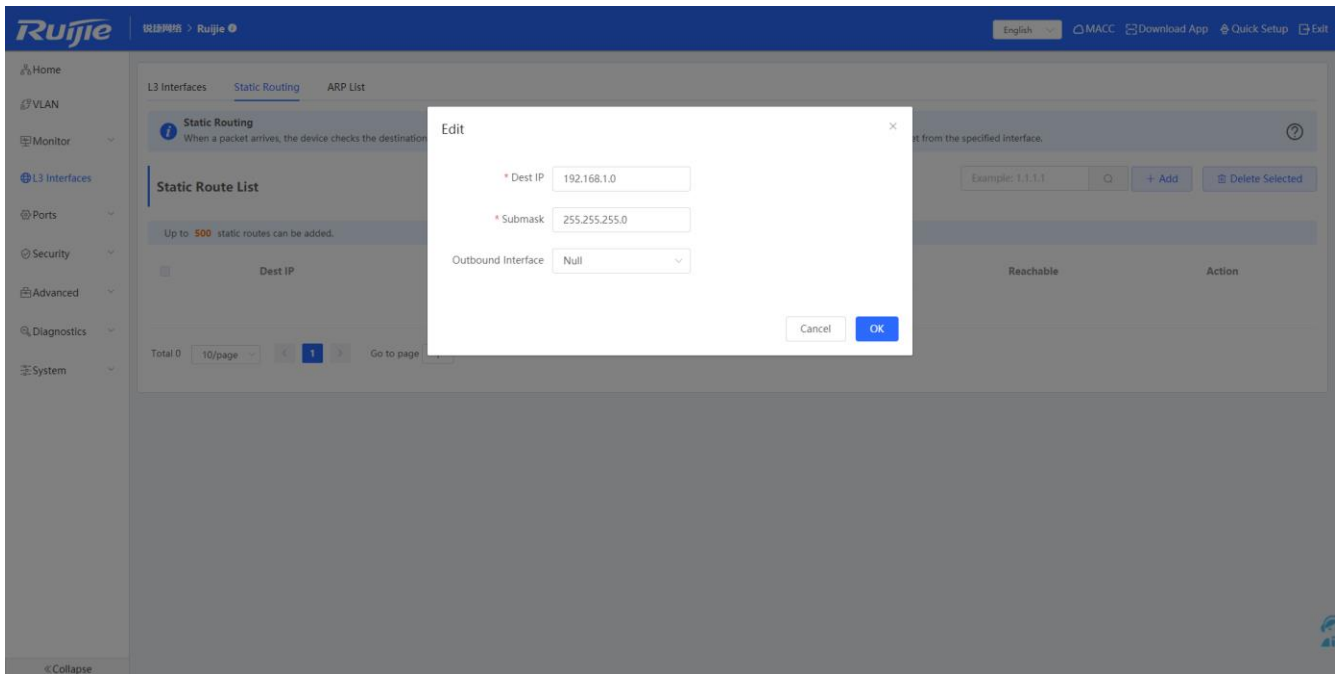 Ruijie
锐捷网络 > Ruijie
English
MACC
Download App
Quick Setup
Exit
Home
VLAN
Monitor
L3 Interfaces
Ports
Security
Advanced
Diagnostics
System
«Collapse
L3 Interfaces
Static Routing
ARP List
Static Routing
When a packet arrives, the device checks the destination
et from the specified interface.
Static Route List
Example: 1.1.1.1
+ Add
Delete Selected
Up to 500 static routes can be added.
Dest IP
Reachable
Action
Total 0
10/page
1
Go to page
Edit
* Dest IP
192.168.1.0
* Submask
255.255.255.0
Outbound Interface
Null
Cancel
OK